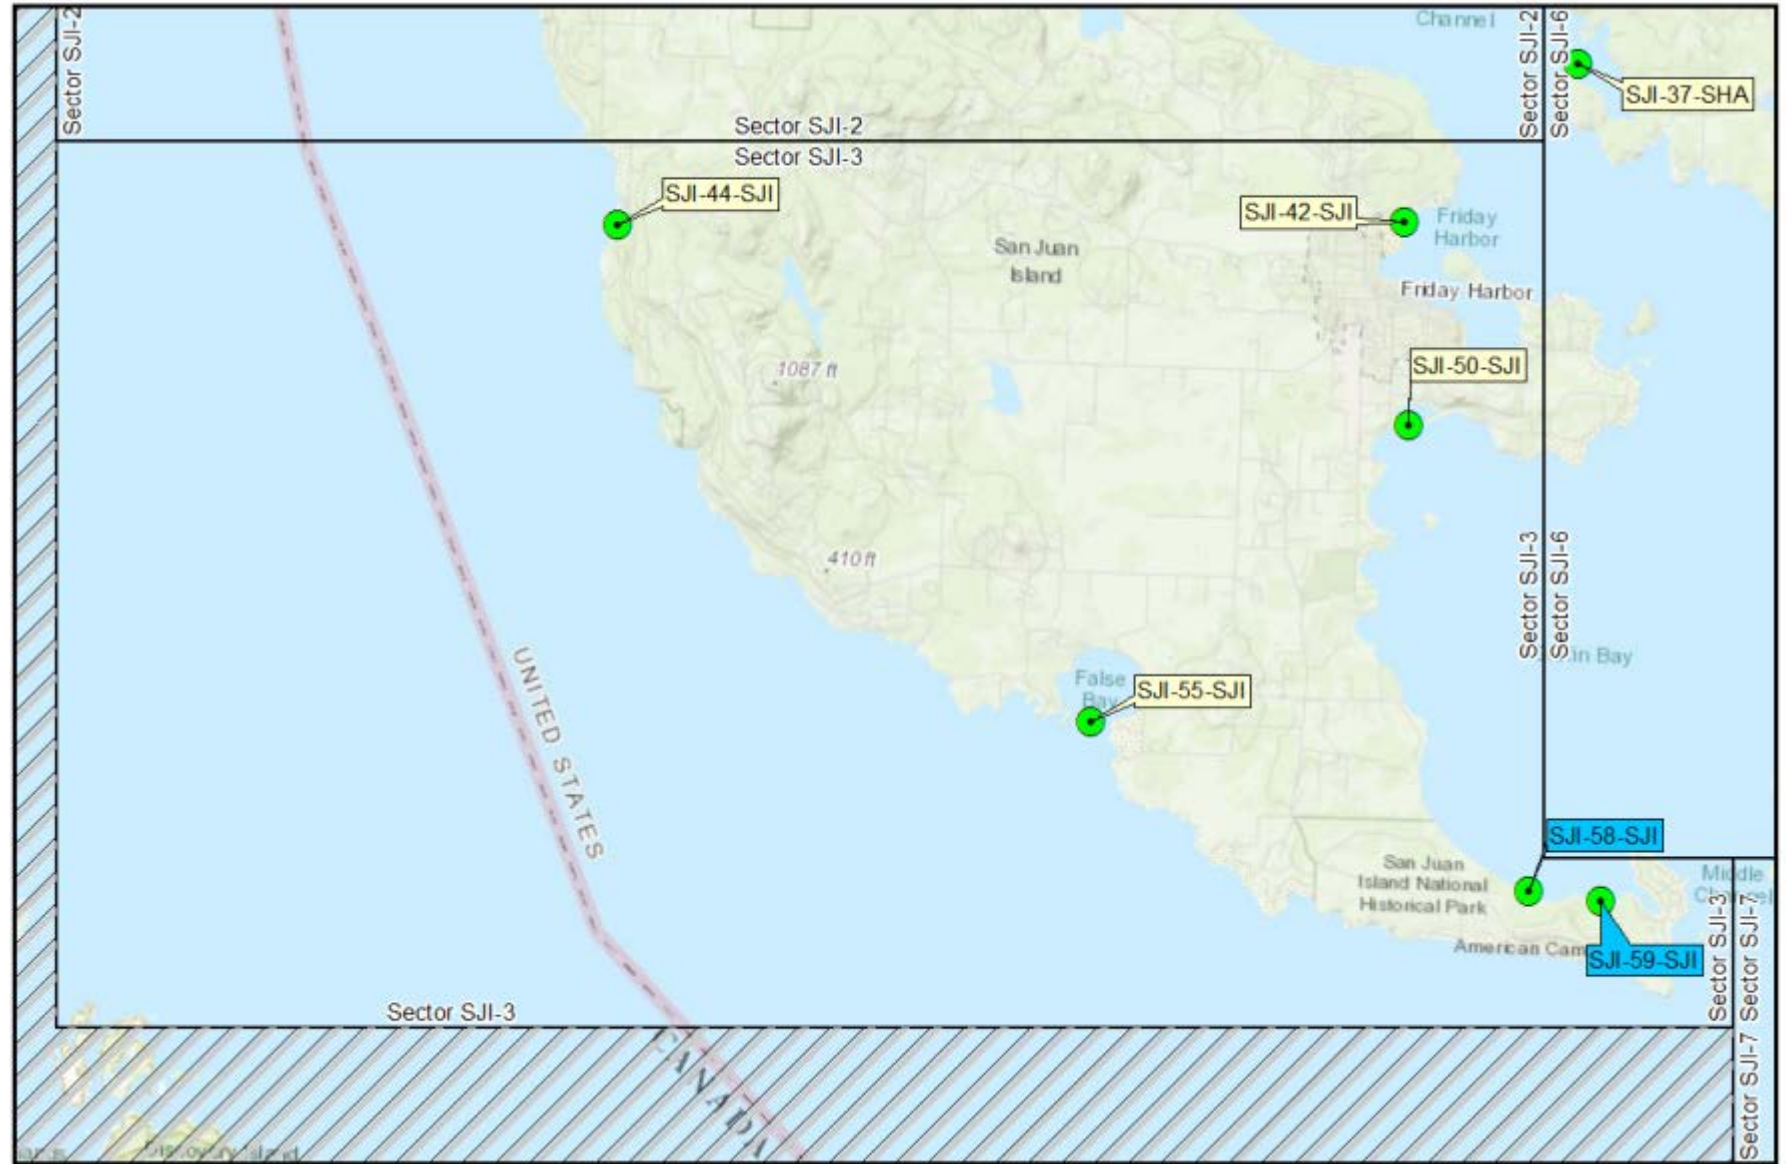 Channel
Sector SJI-2
Sector SJI-2
Sector SJI-6
SJI-37-SHA
Sector SJI-2
Sector SJI-3
SJI-44-SJI
SJI-42-SJI
Friday
Harbor
San Juan
Island
Friday Harbor
1087 ft
SJI-50-SJI
410 ft
Sector SJI-3
Sector SJI-6
UNITED STATES
Bay
False
Bay
SJI-55-SJI
SJI-58-SJI
San Juan
Island National
Historical Park
Middle
American
SJI-59-SJI
Sector SJI-3
Sector SJI-7
Sector SJI-3
CANADA
Sector SJI-7
Discovery Island